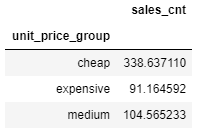 sales_cnt
unit_price_group
cheap 338.637110
expensive 91.164592
medium 104.565233